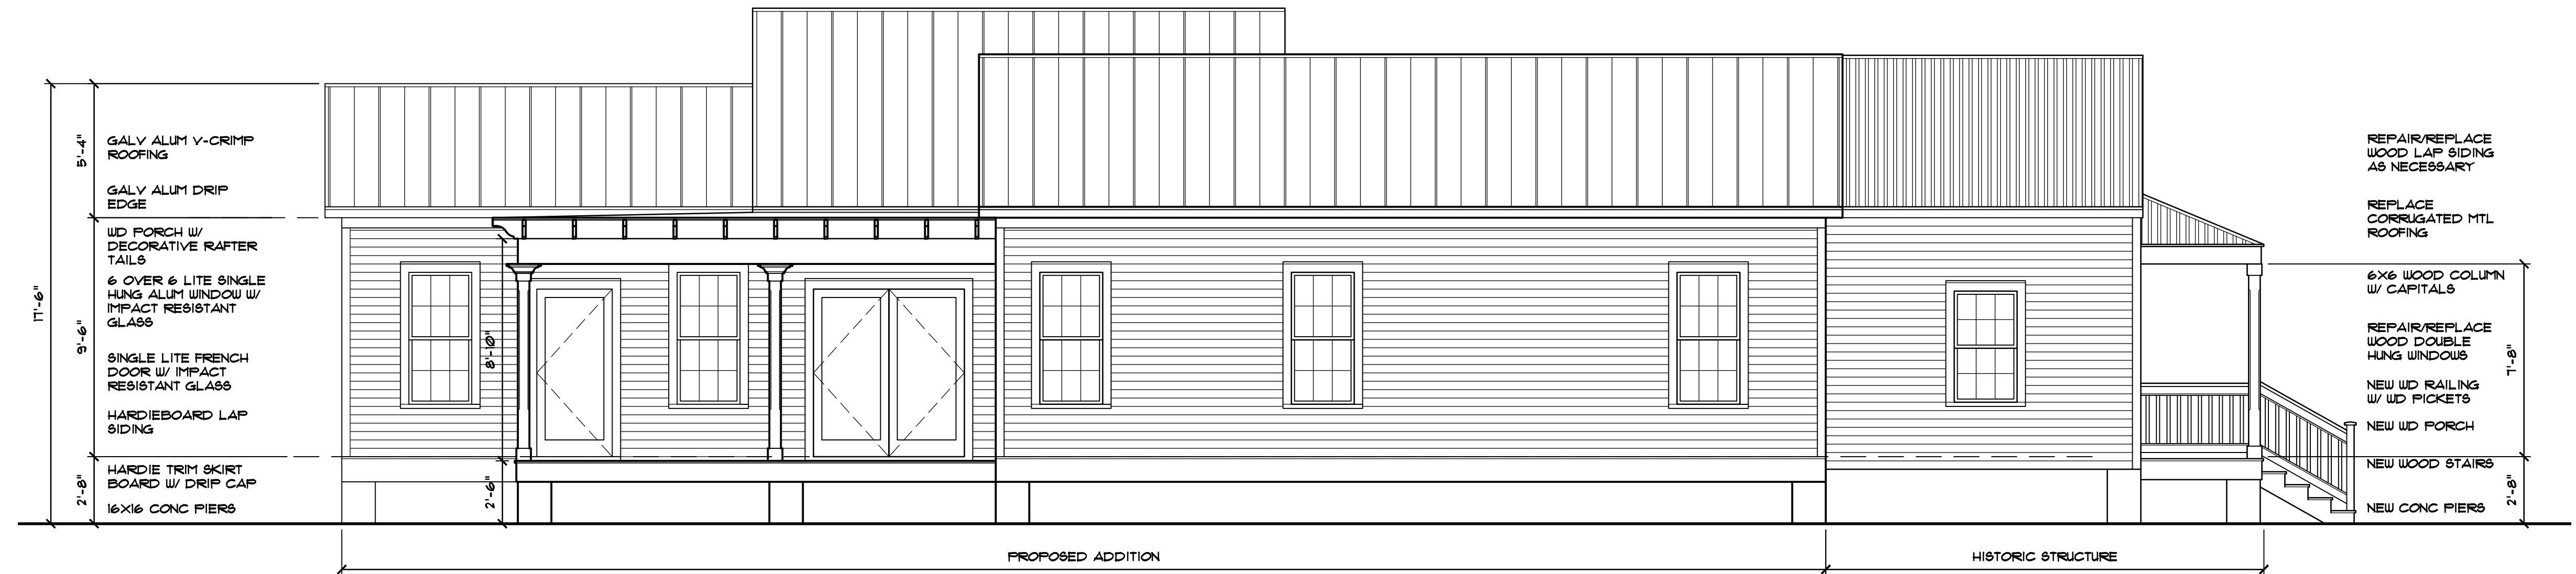 GALV ALUM V-CRIMP
ROOFING
GALV ALUM DRIP
EDGE
WD PORCH W/
DECORATIVE RAFTER
TAILS
6 OVER 6 LITE SINGLE
HUNG ALUM WINDOW W/
IMPACT RESISTANT
GLASS
SINGLE LITE FRENCH
DOOR W/ IMPACT
RESISTANT GLASS
HARDIEBOARD LAP
SIDING
HARDIE TRIM SKIRT
BOARD W/ DRIP CAP
16X16 CONC PIERS
17'-6"
5'-4"
9'-6"
2'-8"
8'-10"
2'-6"
REPAIR/REPLACE
WOOD LAP SIDING
AS NECESSARY
REPLACE
CORRUGATED MTL
ROOFING
6X6 WOOD COLUMN
W/ CAPITALS
REPAIR/REPLACE
WOOD DOUBLE
HUNG WINDOWS
NEW WD RAILING
W/ WD PICKETS
NEW WD PORCH
NEW WOOD STAIRS
NEW CONC PIERS
7'-8"
2'-8"
PROPOSED ADDITION
HISTORIC STRUCTURE